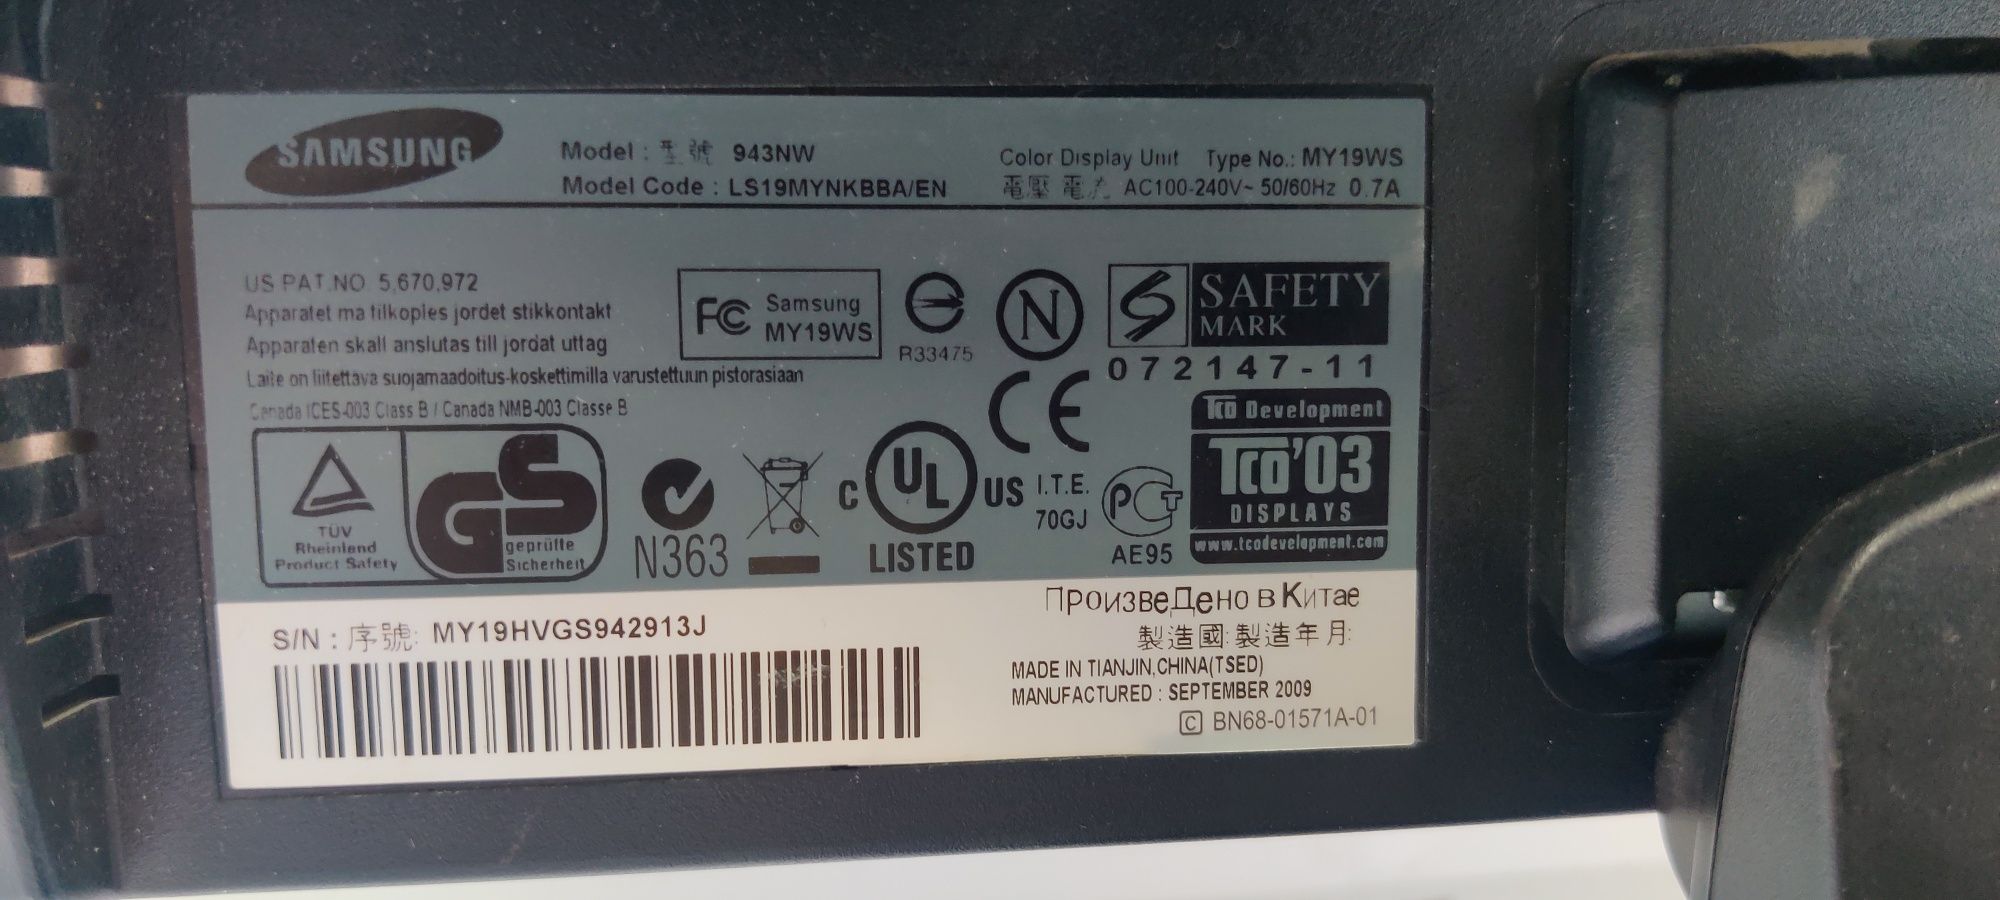 SAMSUNG
Model : 型 號 943NW
Model Code : LS19MYNKBBA/EN
Color Display Unit Type No.: MY19WS
電壓 電流 AC100-240V~ 50/60Hz 0.7A
US PAT.NO 5,670,972
Apparatet ma tilkoples jordet stikkontakt
Apparaten skall anslutas till jordat uttag
Laite on liitettava suojamaadoitus-koskettimilla varustettuun pistorasiaan
Canada ICES-003 Class B / Canada NMB-003 Classe B
FC Samsung
MY19WS
R33475
N
SAFETY
MARK
072147-11
CE
TCO Development
TCO'03
DISPLAYS
www.tcodevelopment.com
TÜV
Rheinland
Product Safety
GS
geprüfte
Sicherheit
N363
C UL US
LISTED
I.T.E.
70GJ
PCT
AE95
S/N : 序號: MY19HVGS942913J
Произведено в Китае
製造國: 製造年月:
MADE IN TIANJIN,CHINA(TSED)
MANUFACTURED : SEPTEMBER 2009
C BN68-01571A-01